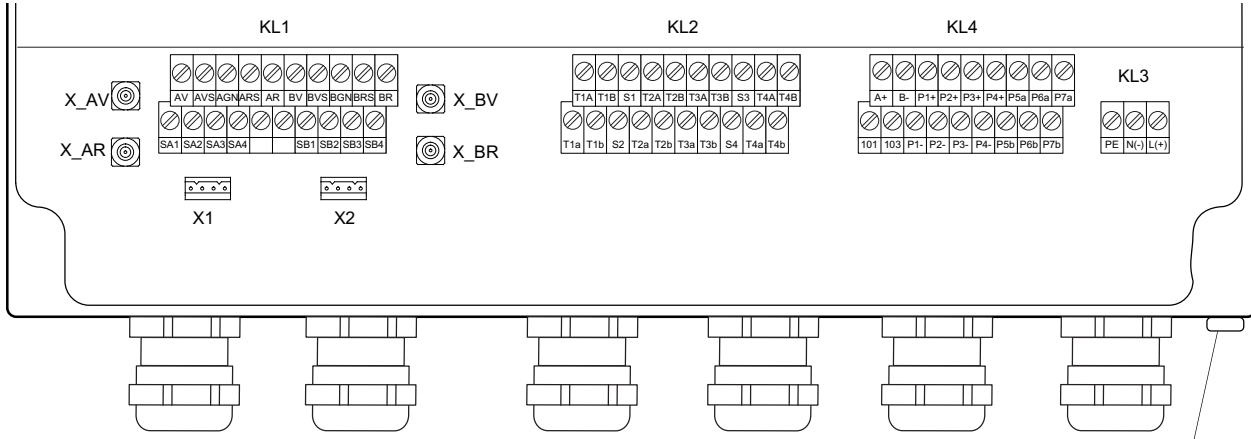 KL1 KL2 KL4
KL3
X_AV X_BV
AV AVS AGN ARS AR BV BVS BGN BRS BR
T1A T1B S1 T2A T2B T3A T3B S3 T4A T4B
A+ B- P1+ P2+ P3+ P4+ P5a P6a P7a
X_AR X_BR
SA1 SA2 SA3 SA4 SB1 SB2 SB3 SB4
T1a T1b S2 T2a T2b T3a T3b S4 T4a T4b
101 103 P1- P2- P3- P4- P5b P6b P7b
PE N(-) L(+)
X1 X2